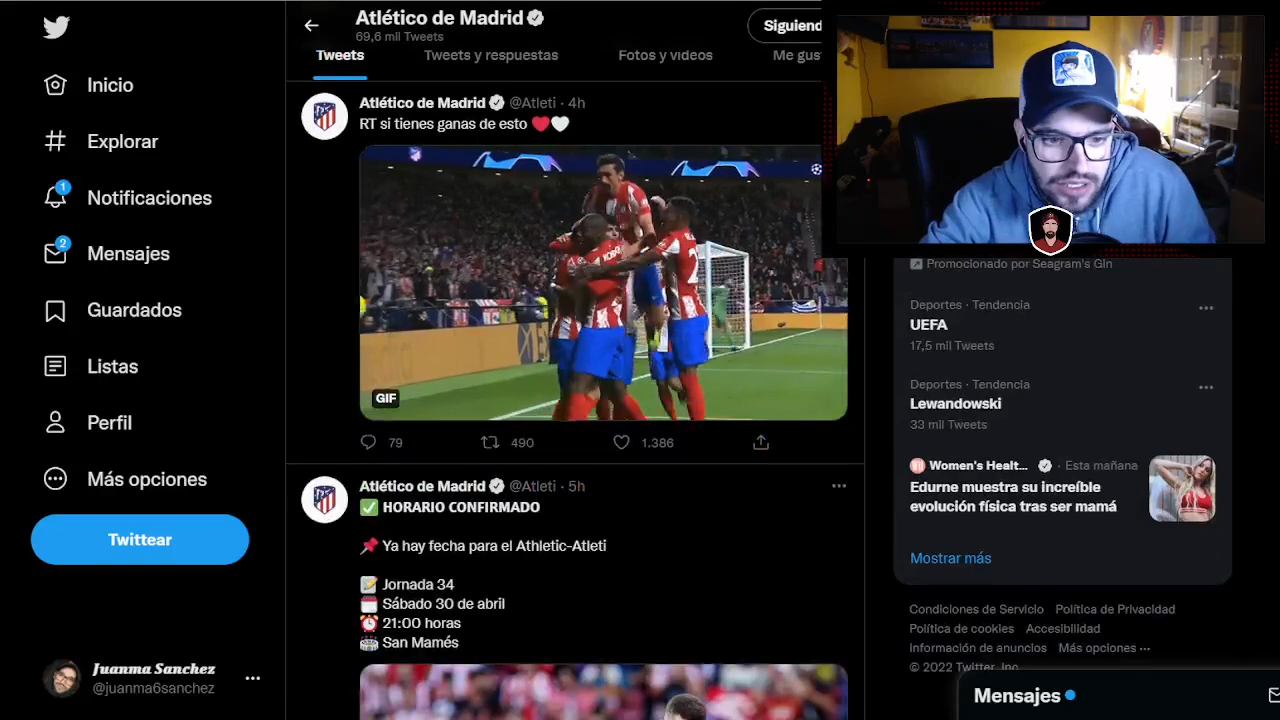 Inicio
Explorar
1
Notificaciones
2
Mensajes
Guardados
Listas
Perfil
Más opciones
Twittear
Juanma Sanchez
@juanma6sanchez
Atlético de Madrid
69,6 mil Tweets
Siguiend
Tweets
Tweets y respuestas
Fotos y vídeos
Me gus
Atlético de Madrid @Atleti · 4h
RT si tienes ganas de esto
GIF
79
490
1.386
Atlético de Madrid @Atleti · 5h
HORARIO CONFIRMADO
Ya hay fecha para el Athletic-Atleti
Jornada 34
Sábado 30 de abril
21:00 horas
San Mamés
Promocionado por Seagram's Gin
Deportes · Tendencia
UEFA
17,5 mil Tweets
Deportes · Tendencia
Lewandowski
33 mil Tweets
Women's Healt... · Esta mañana
Edurne muestra su increíble
evolución física tras ser mamá
Mostrar más
Condiciones de Servicio Política de Privacidad
Política de cookies Accesibilidad
Información de anuncios Más opciones ···
© 2022 Twitter, Inc.
Mensajes